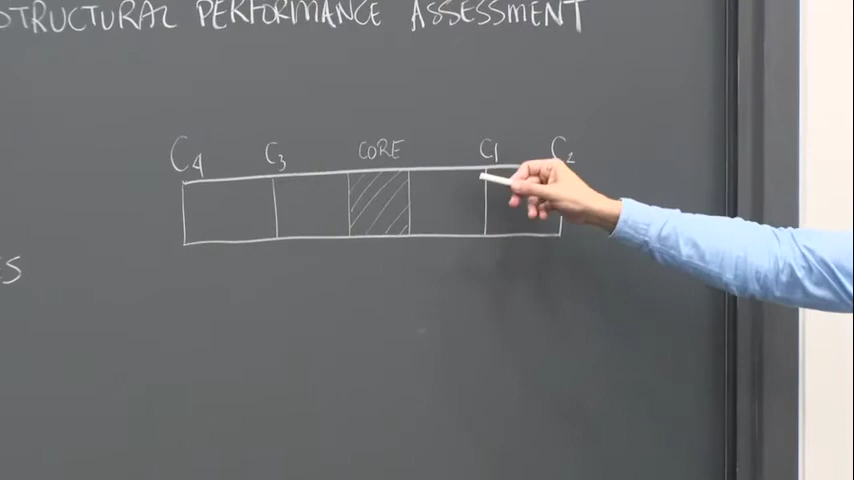 STRUCTURAL PERFORMANCE ASSESSMENT
C4 C3 CORE C1 C2